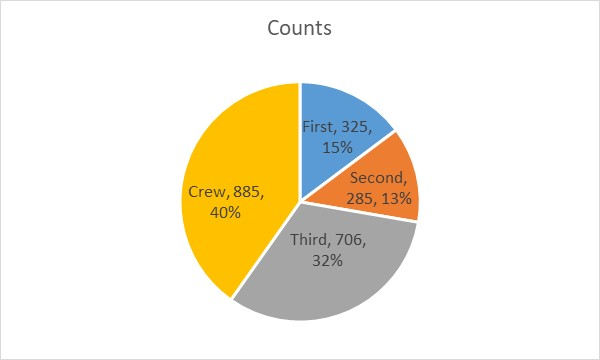 Counts
First, 325,
15%
Second,
285, 13%
Third, 706,
32%
Crew, 885,
40%